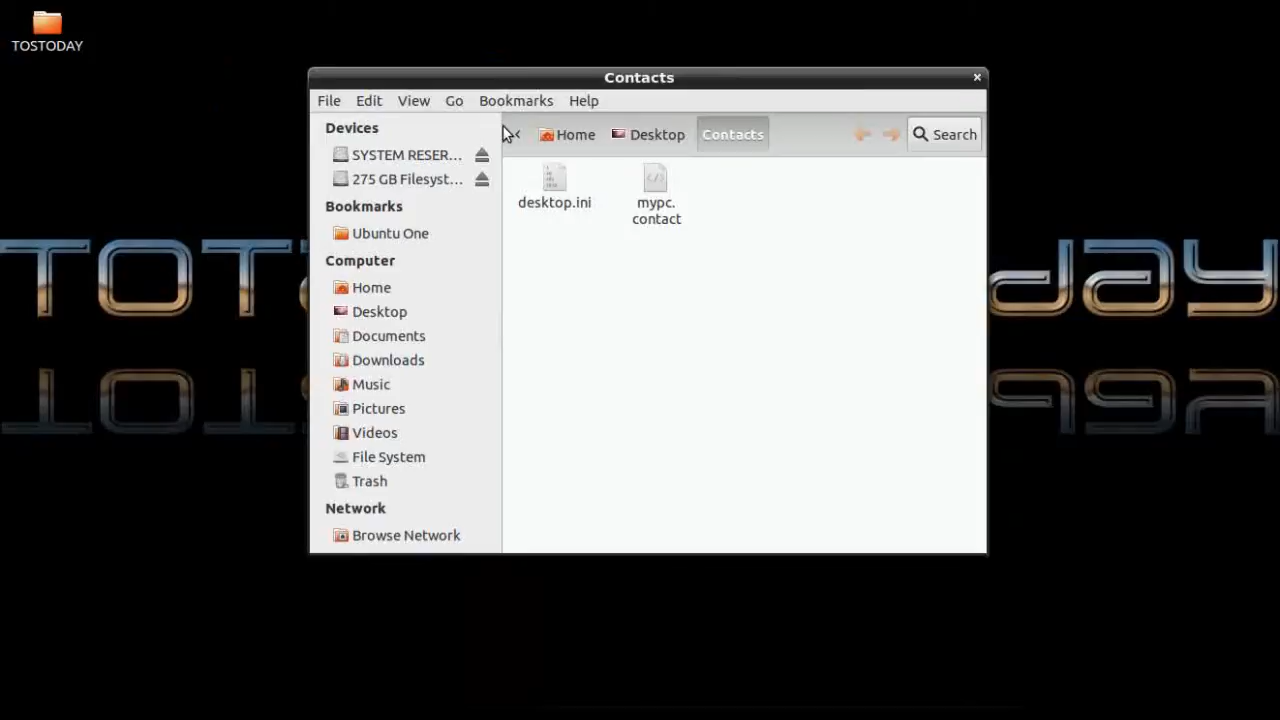 TOSTODAY
Contacts
File Edit View Go Bookmarks Help
Devices
SYSTEM RESER...
275 GB Filesyst...
Bookmarks
Ubuntu One
Computer
Home
Desktop
Documents
Downloads
Music
Pictures
Videos
File System
Trash
Network
Browse Network
Home Desktop Contacts Search
desktop.ini
mypc.
contact